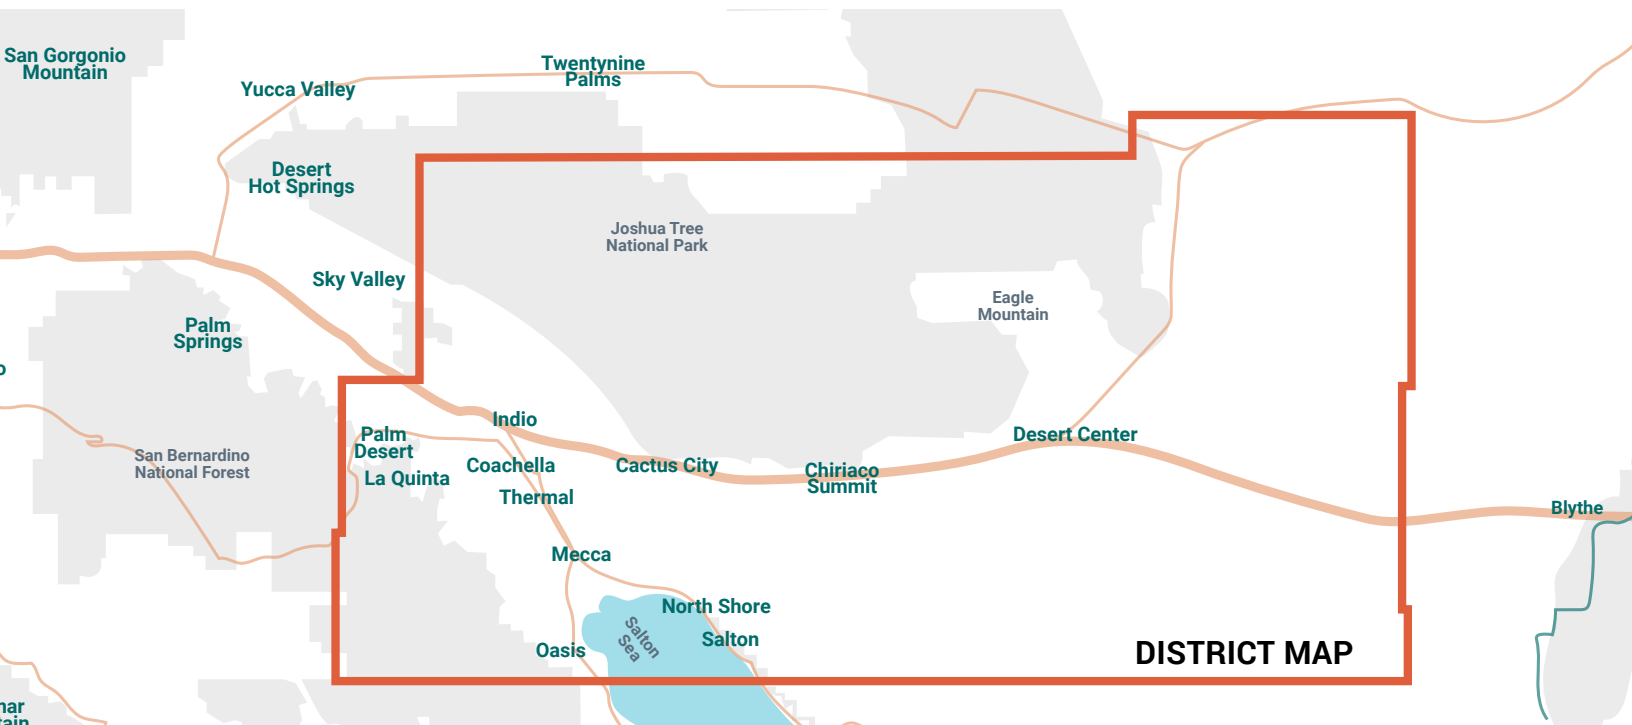 San Gorgonio
Mountain
Yucca Valley
Twentynine
Palms
Desert
Hot Springs
Joshua Tree
National Park
Sky Valley
Eagle
Mountain
Palm
Springs
Indio
Palm
Desert
Desert Center
San Bernardino
National Forest
Coachella
La Quinta
Cactus City
Chiriaco
Summit
Thermal
Blythe
Mecca
North Shore
Salton
Sea
Salton
Oasis
DISTRICT MAP